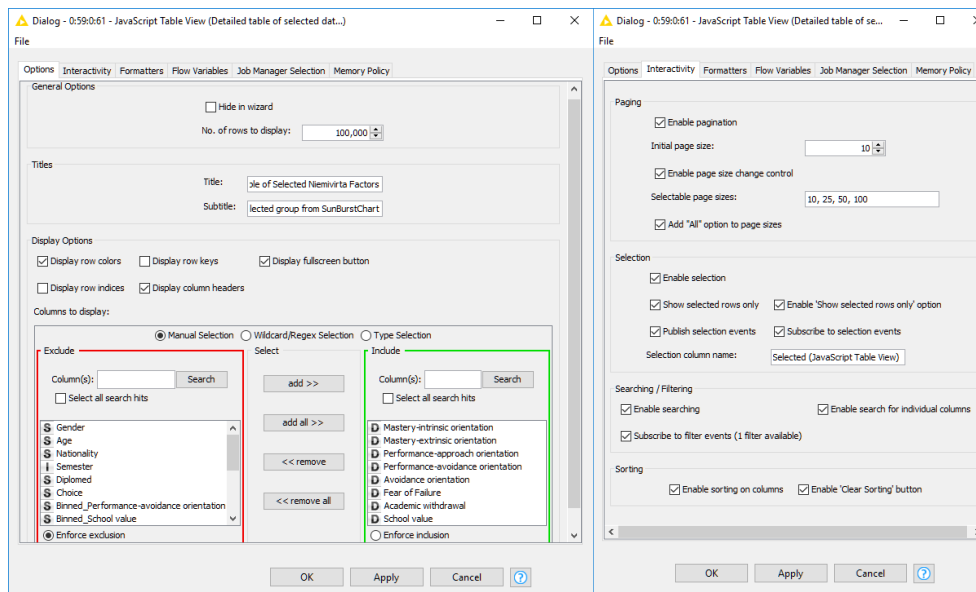 Dialog - 0:59:0:61 - JavaScript Table View (Detailed table of selected dat...)
File
Options Interactivity Formatters Flow Variables Job Manager Selection Memory Policy
General Options
Hide in wizard
No. of rows to display: 100,000
Titles
Title: ole of Selected Niemivirta Factors
Subtitle: lected group from SunBurstChart
Display Options
Display row colors Display row keys Display fullscreen button
Display row indices Display column headers
Columns to display:
Manual Selection Wildcard/Regex Selection Type Selection
Exclude Select Include
Column(s): Search add >> Column(s): Search
Select all search hits Select all search hits
add all >>
<< remove
<< remove all
S Gender
S Age
S Nationality
I Semester
S Diplomed
S Choice
S Binned_Performance-avoidance orientation
S Binned_School value
D Mastery-intrinsic orientation
D Mastery-extrinsic orientation
D Performance-approach orientation
D Performance-avoidance orientation
D Avoidance orientation
D Fear of Failure
D Academic withdrawal
D School value
Enforce exclusion Enforce inclusion
OK Apply Cancel ?
Dialog - 0:59:0:61 - JavaScript Table View (Detailed table of se...
File
Options Interactivity Formatters Flow Variables Job Manager Selection Memory Policy
Paging
Enable pagination
Initial page size: 10
Enable page size change control
Selectable page sizes: 10, 25, 50, 100
Add "All" option to page sizes
Selection
Enable selection
Show selected rows only Enable 'Show selected rows only' option
Publish selection events Subscribe to selection events
Selection column name: Selected (JavaScript Table View)
Searching / Filtering
Enable searching Enable search for individual columns
Subscribe to filter events (1 filter available)
Sorting
Enable sorting on columns Enable 'Clear Sorting' button
OK Apply Cancel ?